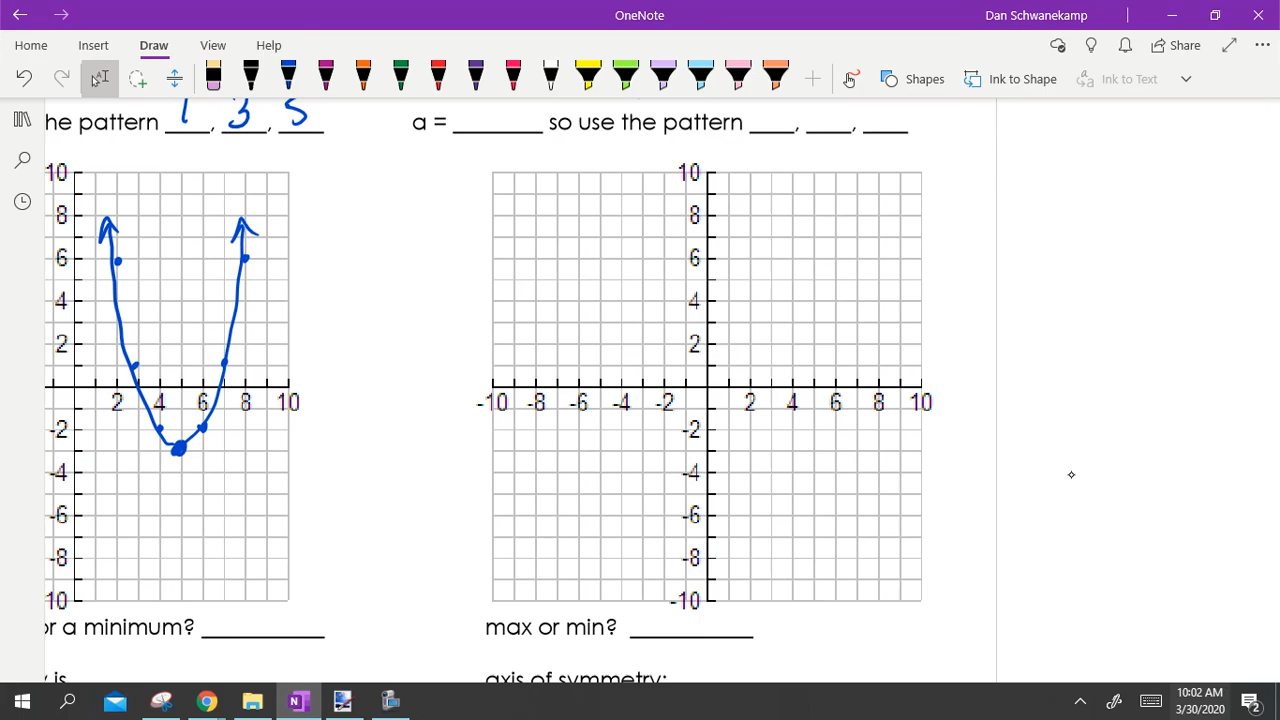 OneNote
Dan Schwanekamp
Home Insert Draw View Help
Share
Shapes
Ink to Shape
Ink to Text
he pattern 1, 3, 5
a = ________ so use the pattern ____, ____, ____
10
8
6
4
2
2 4 6 8 10
-2
-4
-6
-8
10
10
8
6
4
2
-10 -8 -6 -4 -2 2 4 6 8 10
-2
-4
-6
-8
-10
or a minimum? ___________
max or min? ___________
y is
axis of symmetry:
10:02 AM
3/30/2020
2